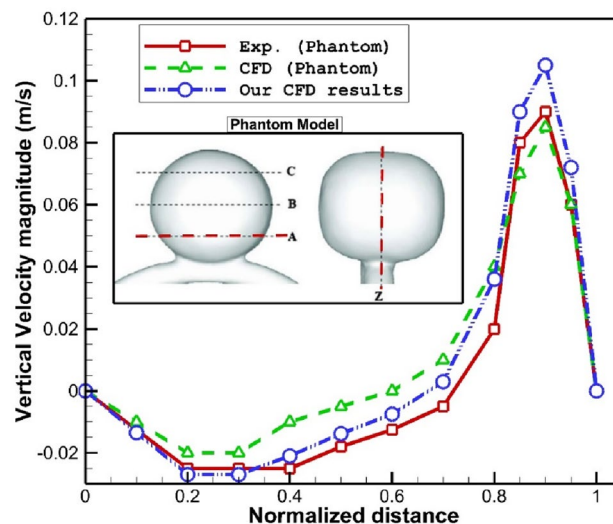 0.12
0.1
0.08
0.06
0.04
0.02
0
-0.02
Vertical Velocity magnitude (m/s)
Exp. (Phantom)
CFD (Phantom)
Our CFD results
Phantom Model
C
B
A
Z
0
0.2
0.4
0.6
0.8
1
Normalized distance